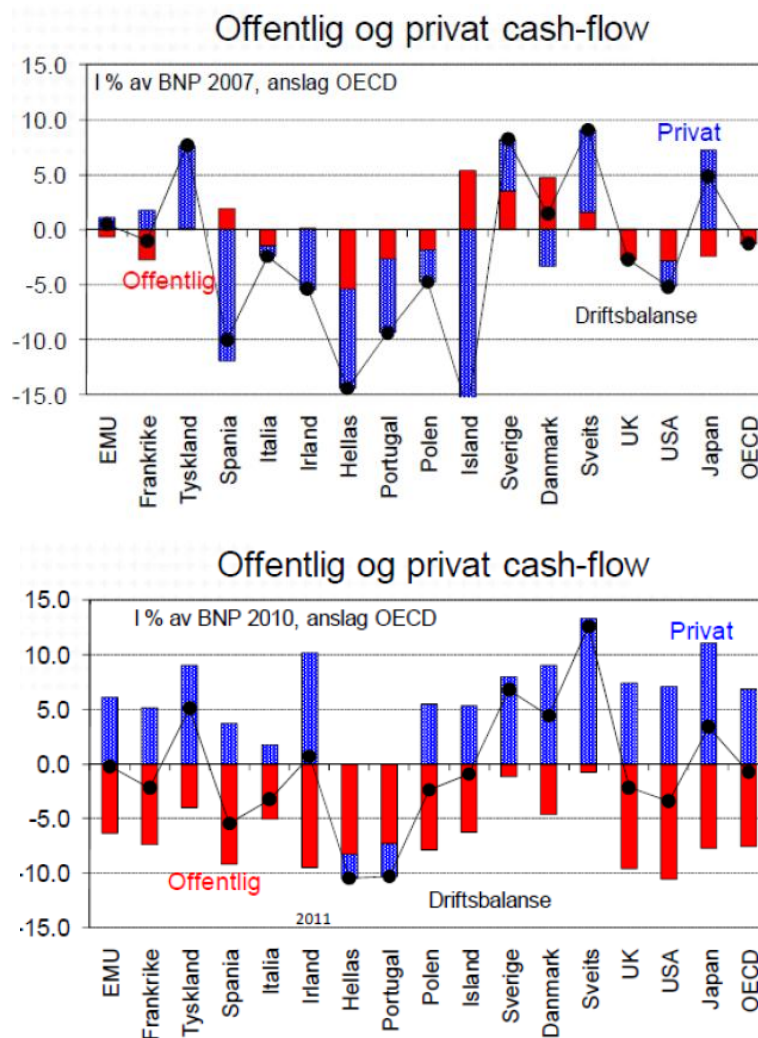 Offentlig og privat cash-flow
I % av BNP 2007, anslag OECD
15.0
10.0
5.0
0.0
-5.0
-10.0
-15.0
Privat
Offentlig
Driftsbalanse
EMU
Frankrike
Tyskland
Spania
Italia
Irland
Hellas
Portugal
Polen
Island
Sverige
Danmark
Sveits
UK
USA
Japan
OECD
Offentlig og privat cash-flow
I % av BNP 2010, anslag OECD
15.0
10.0
5.0
0.0
-5.0
-10.0
-15.0
Privat
Offentlig
Driftsbalanse
2011
EMU
Frankrike
Tyskland
Spania
Italia
Irland
Hellas
Portugal
Polen
Island
Sverige
Danmark
Sveits
UK
USA
Japan
OECD